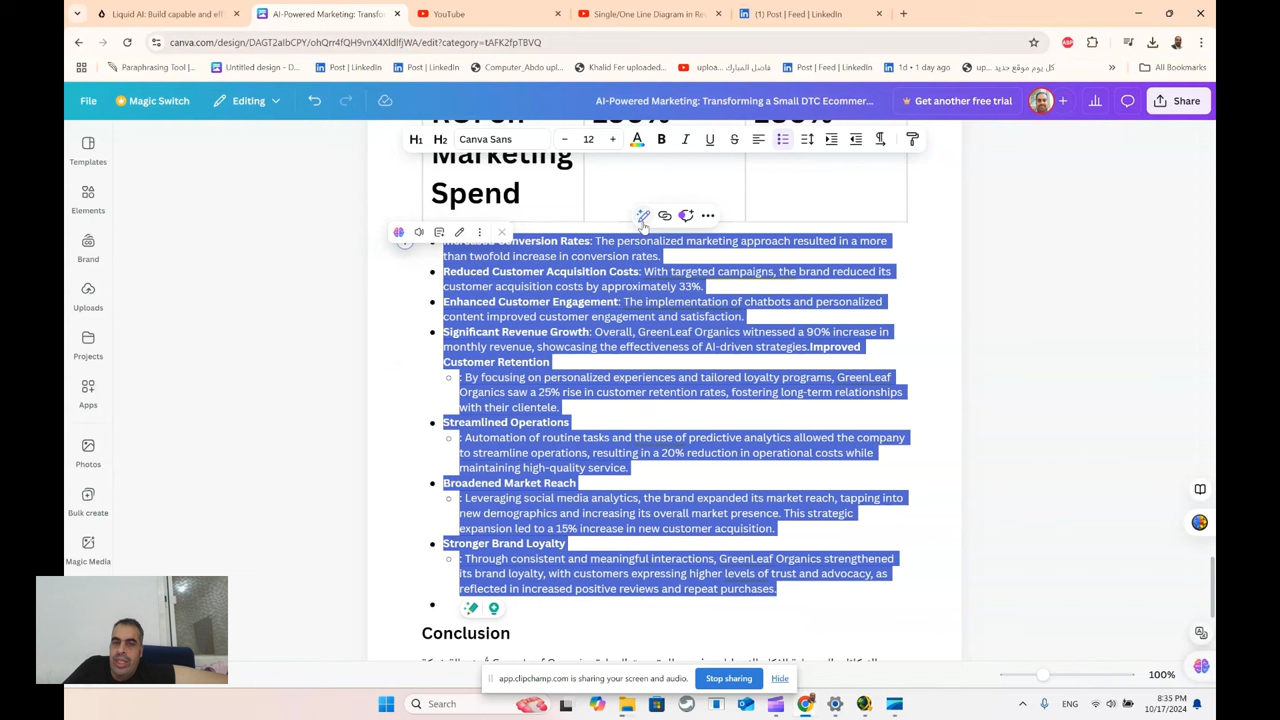 Liquid AI: Build capable and eff
AI-Powered Marketing: Transfor
YouTube
Single/One Line Diagram in Re
(1) Post | Feed | LinkedIn
canva.com/design/DAGT2aIbCPY/ohQrr4fQH9vnX4XldlfjWA/edit?category=tAFK2fpTBVQ
Paraphrasing Tool |...
Untitled design - D...
Post | LinkedIn
Post | LinkedIn
Computer_Abdo upl...
Khalid Fer uploaded...
فاضل المبارك ...uploa
Post | Feed | LinkedIn
1d • 1 day ago
كل يوم موقع جديد ...up
All Bookmarks
File
Magic Switch
Editing
AI-Powered Marketing: Transforming a Small DTC Ecommer...
Get another free trial
Share
H1 H2 Canva Sans − 12 + A B I U S
Templates
Elements
Brand
Uploads
Projects
Apps
Photos
Bulk create
Magic Media
Marketing
Spend
Conversion Rates: The personalized marketing approach resulted in a more
than twofold increase in conversion rates.
Reduced Customer Acquisition Costs: With targeted campaigns, the brand reduced its
customer acquisition costs by approximately 33%.
Enhanced Customer Engagement: The implementation of chatbots and personalized
content improved customer engagement and satisfaction.
Significant Revenue Growth: Overall, GreenLeaf Organics witnessed a 90% increase in
monthly revenue, showcasing the effectiveness of AI-driven strategies.Improved
Customer Retention
: By focusing on personalized experiences and tailored loyalty programs, GreenLeaf
Organics saw a 25% rise in customer retention rates, fostering long-term relationships
with their clientele.
Streamlined Operations
: Automation of routine tasks and the use of predictive analytics allowed the company
to streamline operations, resulting in a 20% reduction in operational costs while
maintaining high-quality service.
Broadened Market Reach
: Leveraging social media analytics, the brand expanded its market reach, tapping into
new demographics and increasing its overall market presence. This strategic
expansion led to a 15% increase in new customer acquisition.
Stronger Brand Loyalty
: Through consistent and meaningful interactions, GreenLeaf Organics strengthened
its brand loyalty, with customers expressing higher levels of trust and advocacy, as
reflected in increased positive reviews and repeat purchases.
Conclusion
app.clipchamp.com is sharing your screen and audio.
Stop sharing
Hide
100%
Search
ENG
8:35 PM
10/17/2024